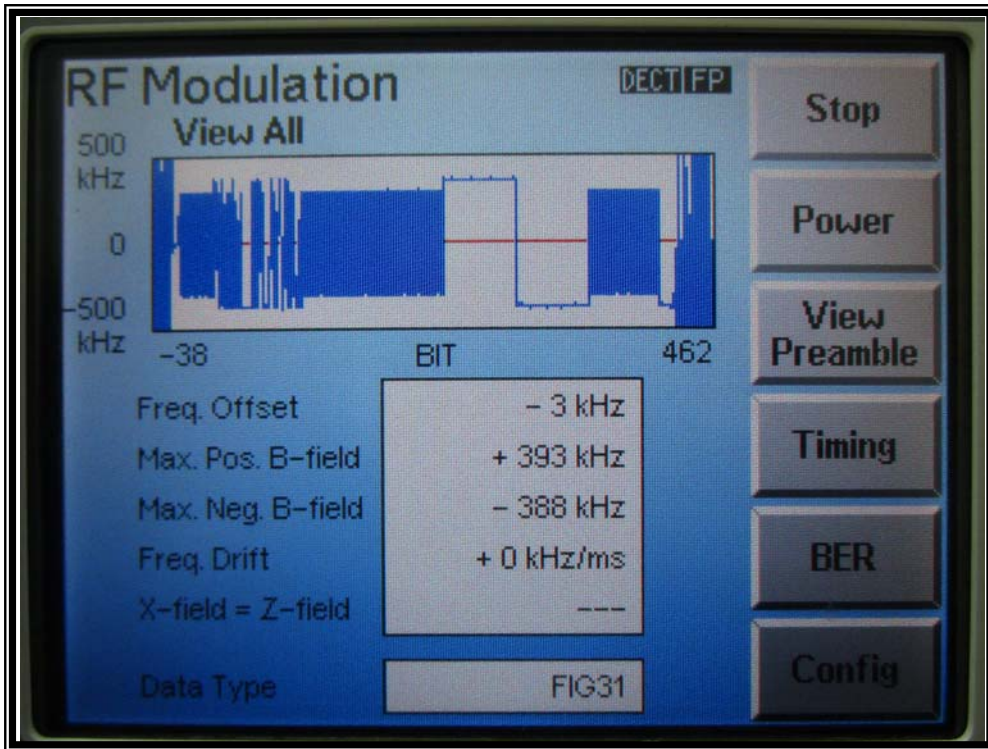 RF Modulation
DECT FP
View All
500
kHz
0
-500
kHz
-38
BIT
462
Freq. Offset
- 3 kHz
Max. Pos. B-field
+ 393 kHz
Max. Neg. B-field
- 388 kHz
Freq. Drift
+ 0 kHz/ms
X-field = Z-field
---
Data Type
FIG31
Stop
Power
View
Preamble
Timing
BER
Config